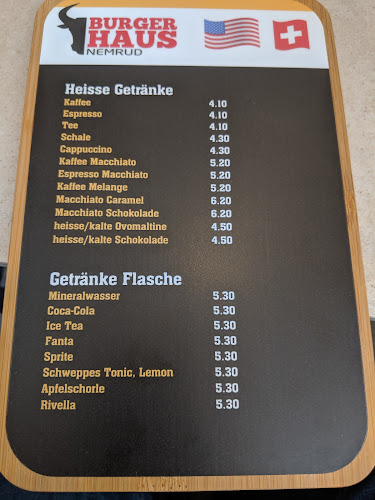 BURGER
HAUS
NEMRUD
Heisse Getränke
Kaffee 4.10
Espresso 4.10
Tee 4.10
Schale 4.30
Cappuccino 4.30
Kaffee Macchiato 5.20
Espresso Macchiato 5.20
Kaffee Melange 5.20
Macchiato Caramel 6.20
Macchiato Schokolade 6.20
heisse/kalte Ovomaltine 4.50
heisse/kalte Schokolade 4.50
Getränke Flasche
Mineralwasser 5.30
Coca-Cola 5.30
Ice Tea 5.30
Fanta 5.30
Sprite 5.30
Schweppes Tonic, Lemon 5.30
Apfelschorle 5.30
Rivella 5.30